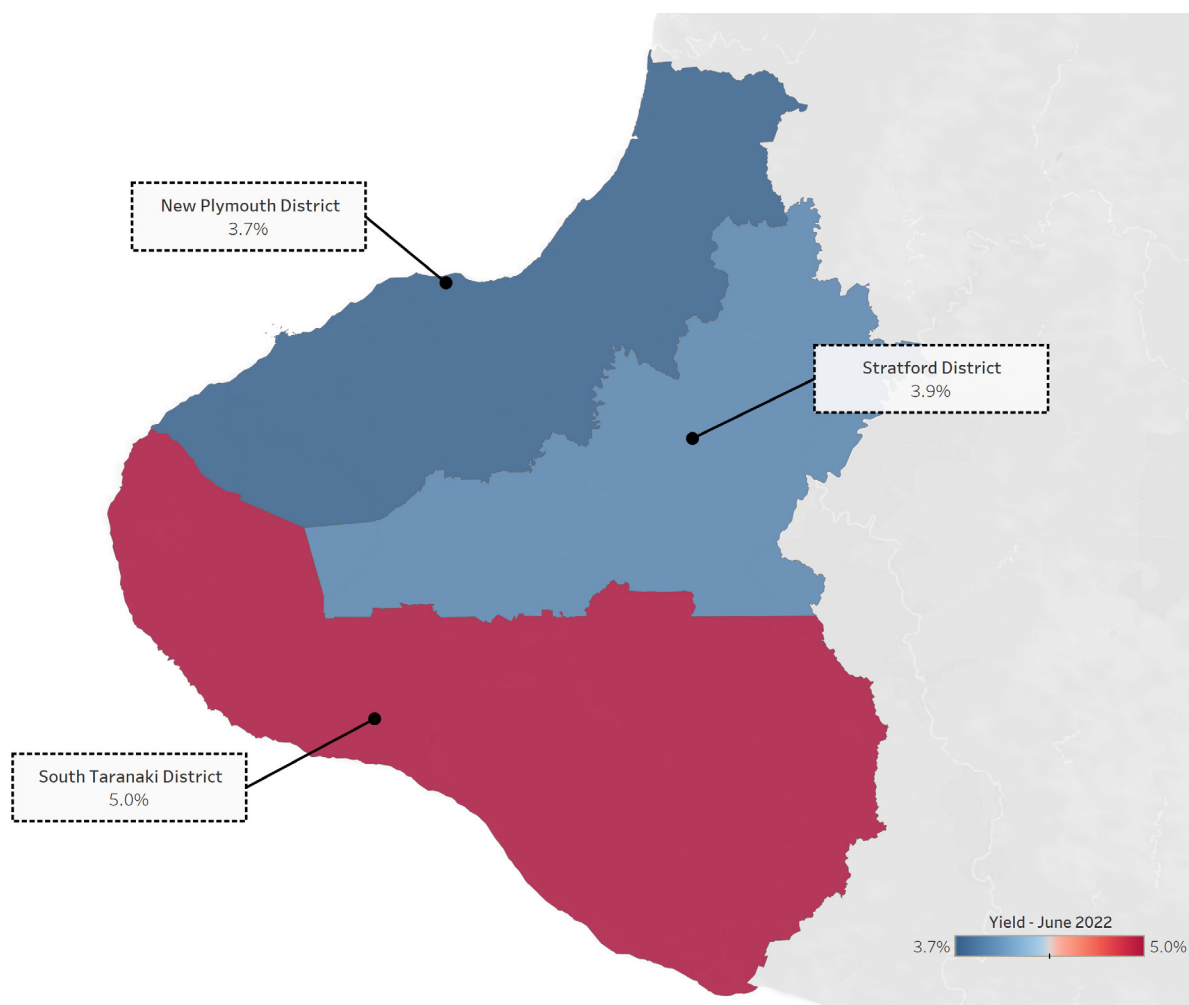 New Plymouth District
3.7%
Stratford District
3.9%
South Taranaki District
5.0%
Yield - June 2022
3.7% 5.0%